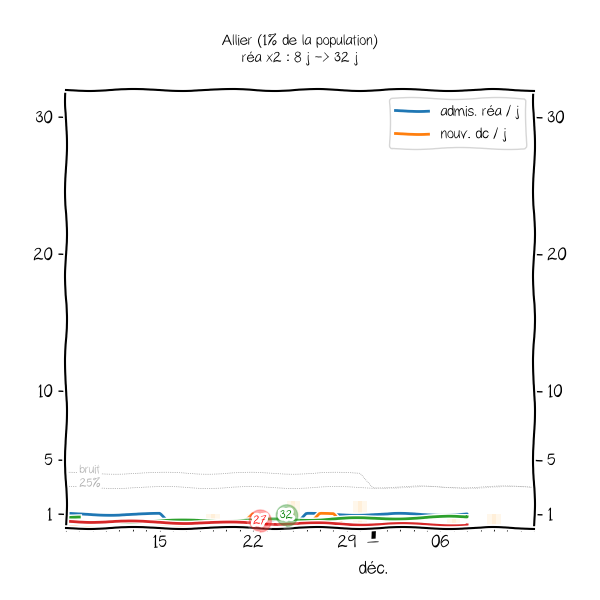 Allier (1% de la population)
réa x2 : 8 j -> 32 j
admis. réa / j
nouv. dc / j
30 30
20 20
10 10
5 5
bruit
25%
1 1
27 32
15 22 29 06
déc.